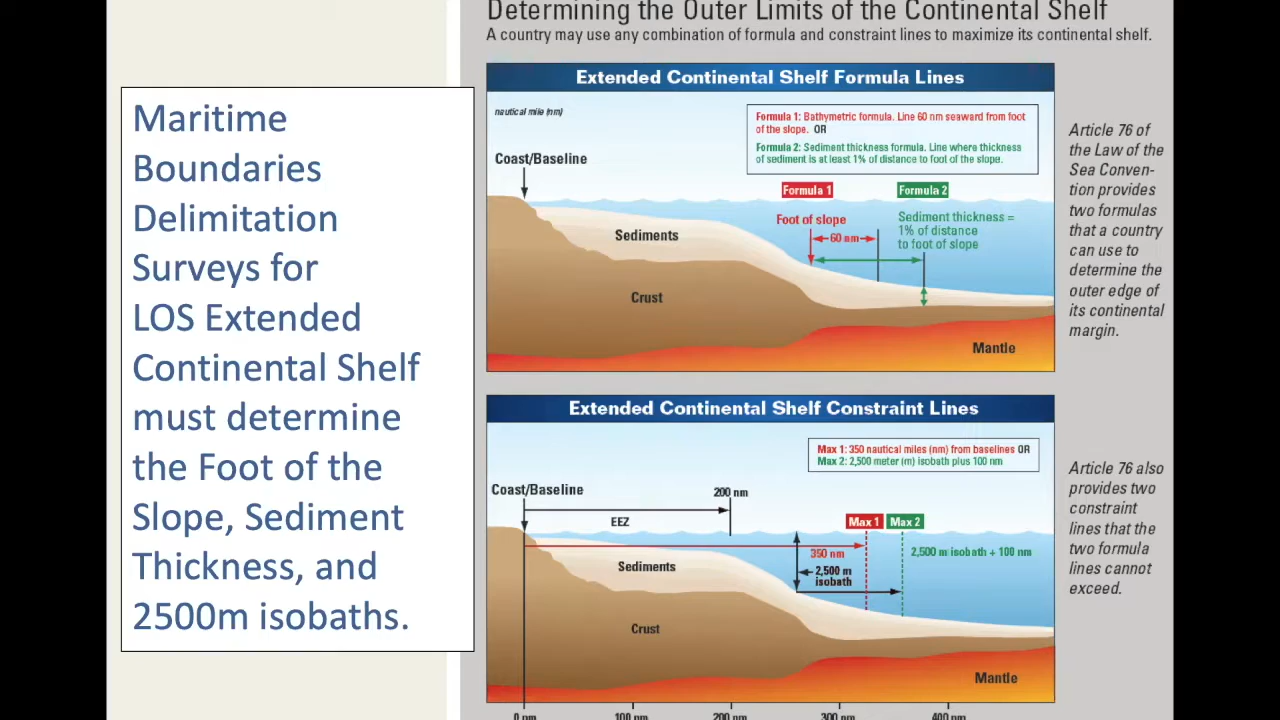 Determining the Outer Limits of the Continental Shelf
A country may use any combination of formula and constraint lines to maximize its continental shelf.
Maritime
Boundaries
Delimitation
Surveys for
LOS Extended
Continental Shelf
must determine
the Foot of the
Slope, Sediment
Thickness, and
2500m isobaths.
Extended Continental Shelf Formula Lines
nautical mile (nm)
Formula 1: Bathymetric formula. Line 60 nm seaward from foot
of the slope. OR
Formula 2: Sediment thickness formula. Line where thickness
of sediment is at least 1% of distance to foot of the slope.
Coast/Baseline
Formula 1
Formula 2
Foot of slope
Sediment thickness =
1% of distance
to foot of slope
60 nm
Sediments
Crust
Mantle
Article 76 of
the Law of the
Sea Conven-
tion provides
two formulas
that a country
can use to
determine the
outer edge of
its continental
margin.
Extended Continental Shelf Constraint Lines
Max 1: 350 nautical miles (nm) from baselines OR
Max 2: 2,500 meter (m) isobath plus 100 nm
Coast/Baseline
200 nm
EEZ
Max 1
Max 2
350 nm
2,500 m isobath + 100 nm
2,500 m
isobath
Sediments
Crust
Mantle
Article 76 also
provides two
constraint
lines that the
two formula
lines cannot
exceed.
0 nm
100 nm
200 nm
300 nm
400 nm